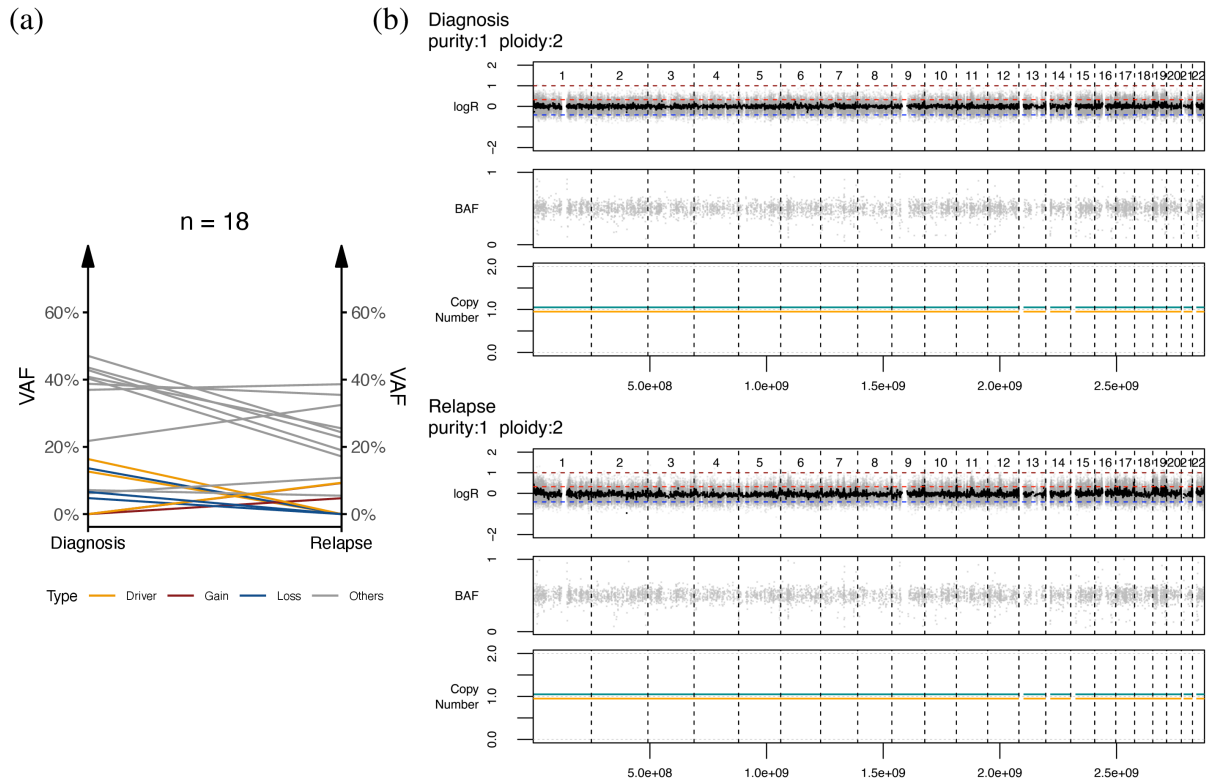 (a)
n = 18
60%
40%
20%
0%
VAF
60%
40%
20%
0%
VAF
Diagnosis Relapse
Type Driver Gain Loss Others
(b)
Diagnosis
purity:1 ploidy:2
1 2 3 4 5 6 7 8 9 10 11 12 13 14 15 16 17 18 19 20 21 22
logR
2
0
−2
BAF
1
0
Copy
Number
2.0
1.0
0.0
5.0e+08 1.0e+09 1.5e+09 2.0e+09 2.5e+09
Relapse
purity:1 ploidy:2
1 2 3 4 5 6 7 8 9 10 11 12 13 14 15 16 17 18 19 20 21 22
logR
2
0
−2
BAF
1
0
Copy
Number
2.0
1.0
0.0
5.0e+08 1.0e+09 1.5e+09 2.0e+09 2.5e+09